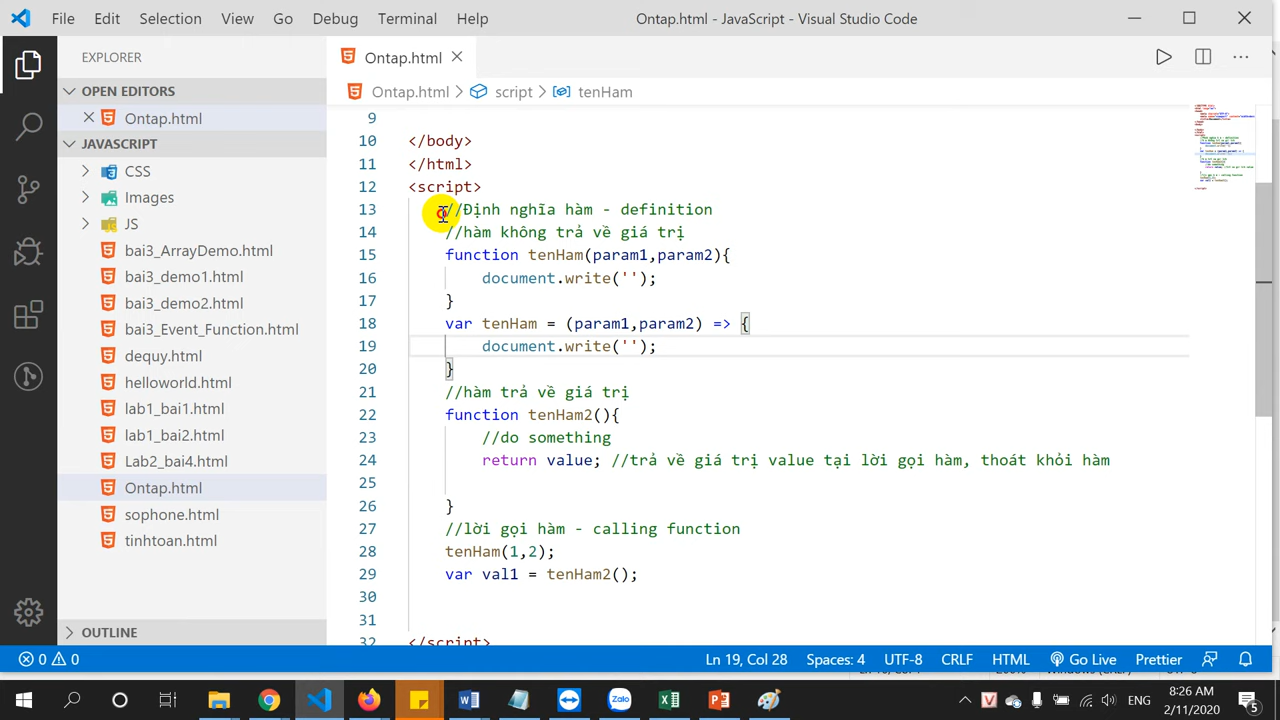 File Edit Selection View Go Debug Terminal Help
Ontap.html - JavaScript - Visual Studio Code
EXPLORER
OPEN EDITORS
Ontap.html
JAVASCRIPT
CSS
Images
JS
bai3_ArrayDemo.html
bai3_demo1.html
bai3_demo2.html
bai3_Event_Function.html
dequy.html
helloworld.html
lab1_bai1.html
lab1_bai2.html
Lab2_bai4.html
Ontap.html
sophone.html
tinhtoan.html
OUTLINE
Ontap.html
Ontap.html > script > tenHam
9
10 </body>
11 </html>
12 <script>
13 //Định nghĩa hàm - definition
14 //hàm không trả về giá trị
15 function tenHam(param1,param2){
16 document.write('');
17 }
18 var tenHam = (param1,param2) => {
19 document.write('');
20 }
21 //hàm trả về giá trị
22 function tenHam2(){
23 //do something
24 return value; //trả về giá trị value tại lời gọi hàm, thoát khỏi hàm
25
26 }
27 //lời gọi hàm - calling function
28 tenHam(1,2);
29 var val1 = tenHam2();
30
31
32 </script>
0 0 Ln 19, Col 28 Spaces: 4 UTF-8 CRLF HTML Go Live Prettier
ENG
8:26 AM
2/11/2020
5